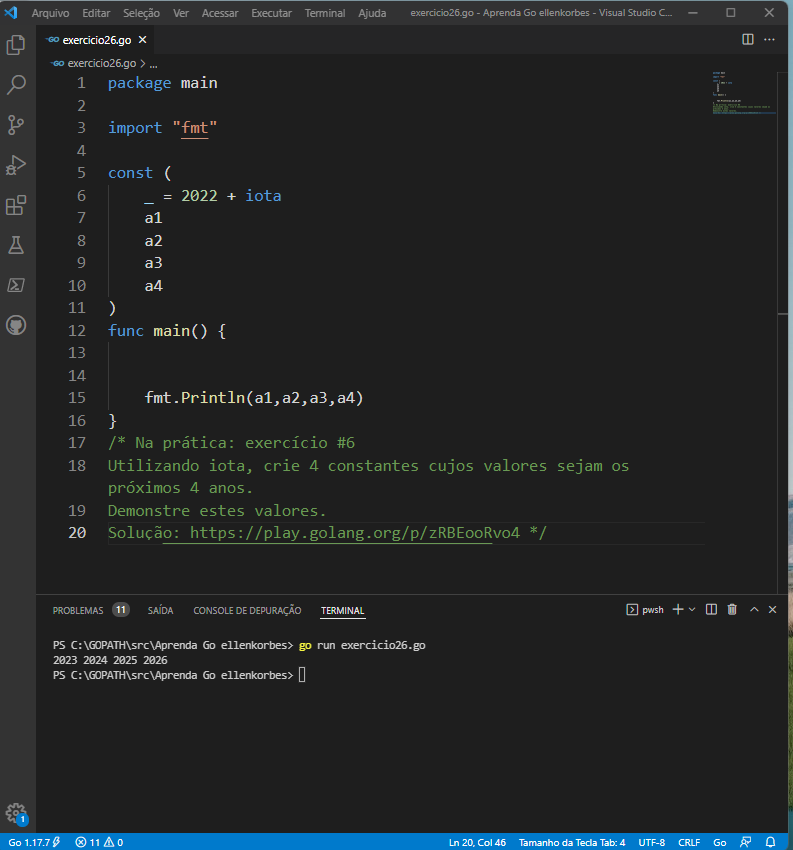 Arquivo Editar Seleção Ver Acessar Executar Terminal Ajuda exercicio26.go - Aprenda Go ellenkorbes - Visual Studio C...
exercicio26.go
exercicio26.go > ...
1 package main
2
3 import "fmt"
4
5 const (
6 _ = 2022 + iota
7 a1
8 a2
9 a3
10 a4
11 )
12 func main() {
13
14
15 fmt.Println(a1,a2,a3,a4)
16 }
17 /* Na prática: exercício #6
18 Utilizando iota, crie 4 constantes cujos valores sejam os
próximos 4 anos.
19 Demonstre estes valores.
20 Solução: https://play.golang.org/p/zRBEooRvo4 */
PROBLEMAS 11 SAÍDA CONSOLE DE DEPURAÇÃO TERMINAL pwsh
PS C:\GOPATH\src\Aprenda Go ellenkorbes> go run exercicio26.go
2023 2024 2025 2026
PS C:\GOPATH\src\Aprenda Go ellenkorbes>
1
Go 1.17.7 11 0 Ln 20, Col 46 Tamanho da Tecla Tab: 4 UTF-8 CRLF Go